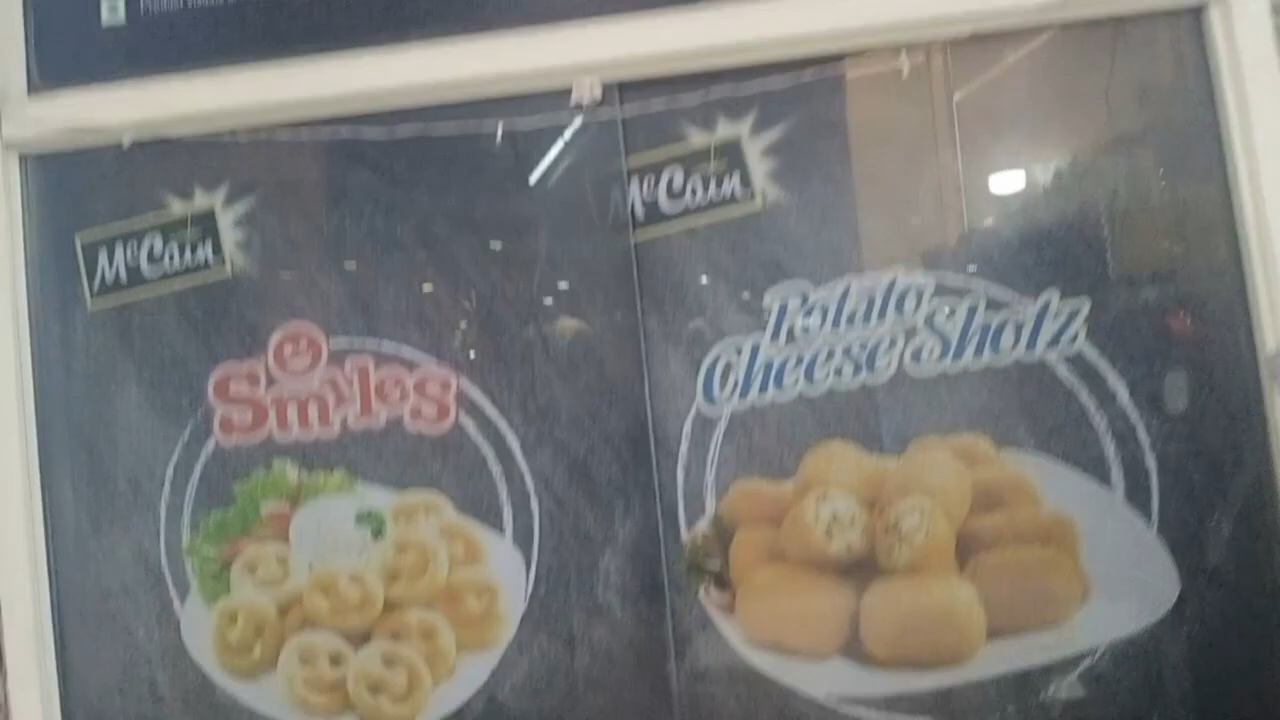 McCain
McCain
Smiles
Potato
Cheese Shotz